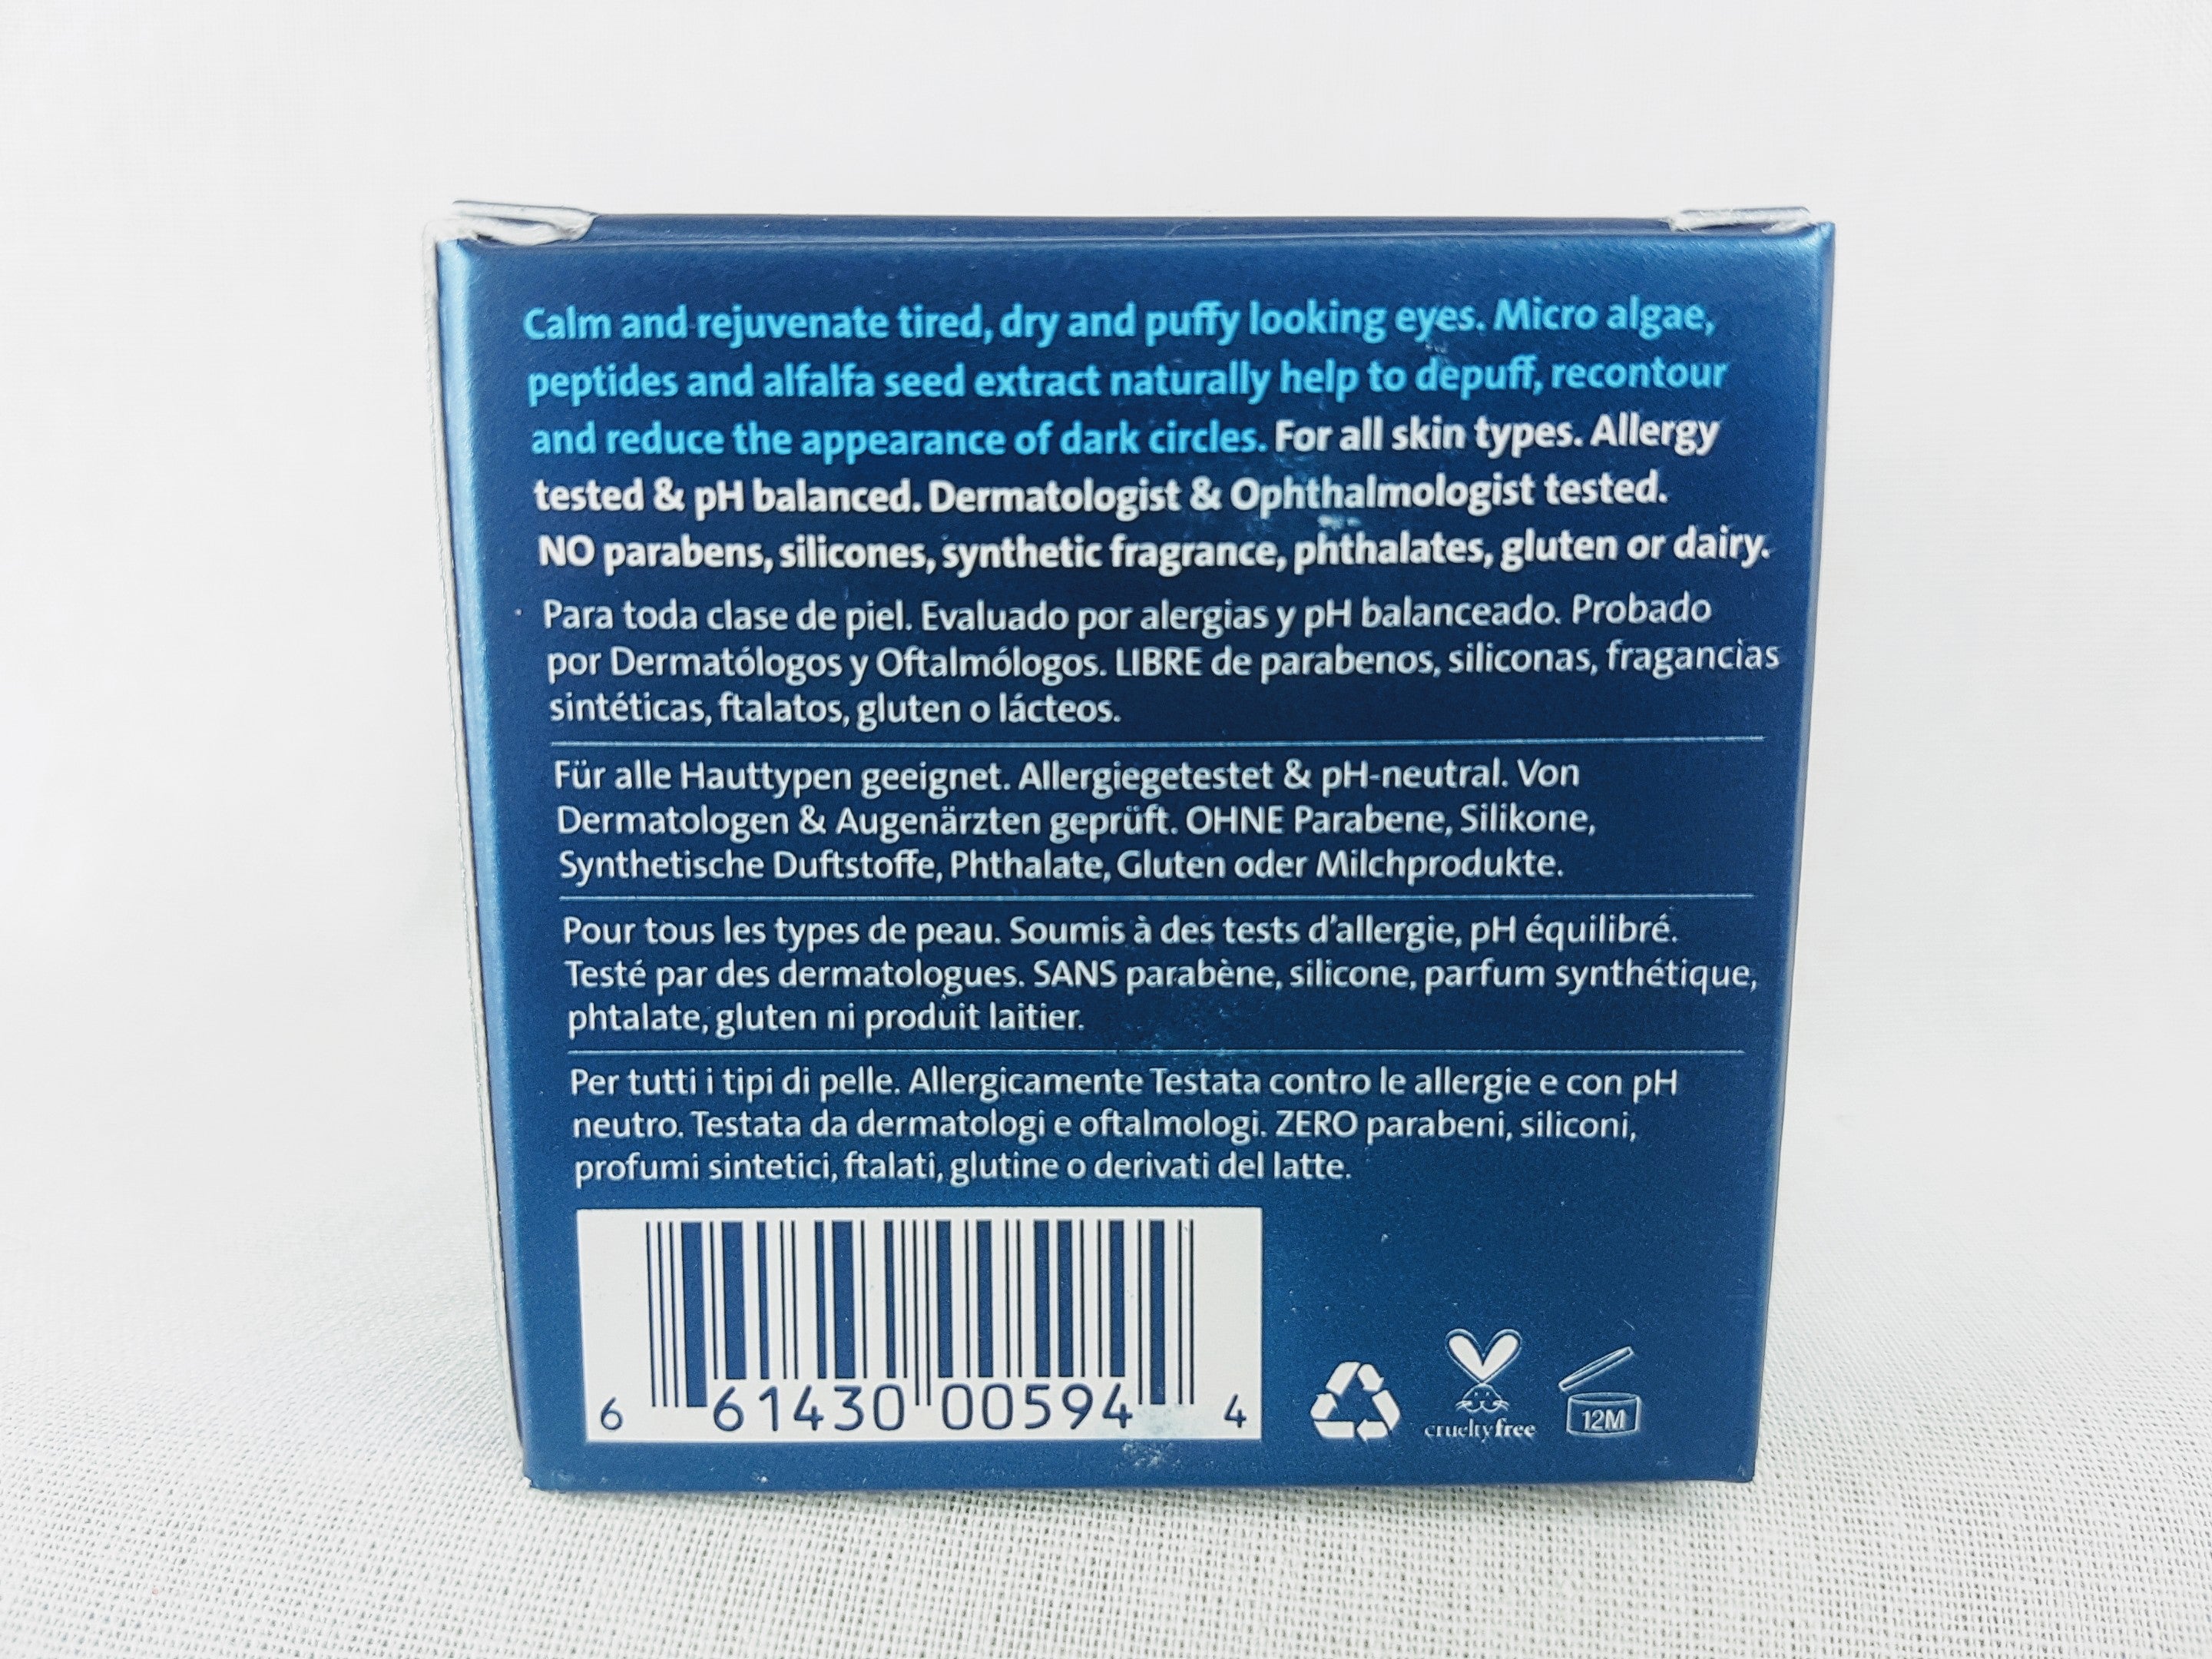 Calm and rejuvenate tired, dry and puffy looking eyes. Micro algae,
peptides and alfalfa seed extract naturally help to depuff, recontour
and reduce the appearance of dark circles. For all skin types. Allergy
tested & pH balanced. Dermatologist & Ophthalmologist tested.
NO parabens, silicones, synthetic fragrance, phthalates, gluten or dairy.
Para toda clase de piel. Evaluado por alergias y pH balanceado. Probado
por Dermatólogos y Oftalmólogos. LIBRE de parabenos, siliconas, fragancias
sintéticas, ftalatos, gluten o lácteos.
Für alle Hauttypen geeignet. Allergiegetestet & pH-neutral. Von
Dermatologen & Augenärzten geprüft. OHNE Parabene, Silikone,
Synthetische Duftstoffe, Phthalate, Gluten oder Milchprodukte.
Pour tous les types de peau. Soumis à des tests d'allergie, pH équilibré.
Testé par des dermatologues. SANS parabène, silicone, parfum synthétique,
phtalate, gluten ni produit laitier.
Per tutti i tipi di pelle. Allergicamente Testata contro le allergie e con pH
neutro. Testata da dermatologi e oftalmologi. ZERO parabeni, siliconi,
profumi sintetici, ftalati, glutine o derivati del latte.
6 61430 00594 4
crueltyfree
12M